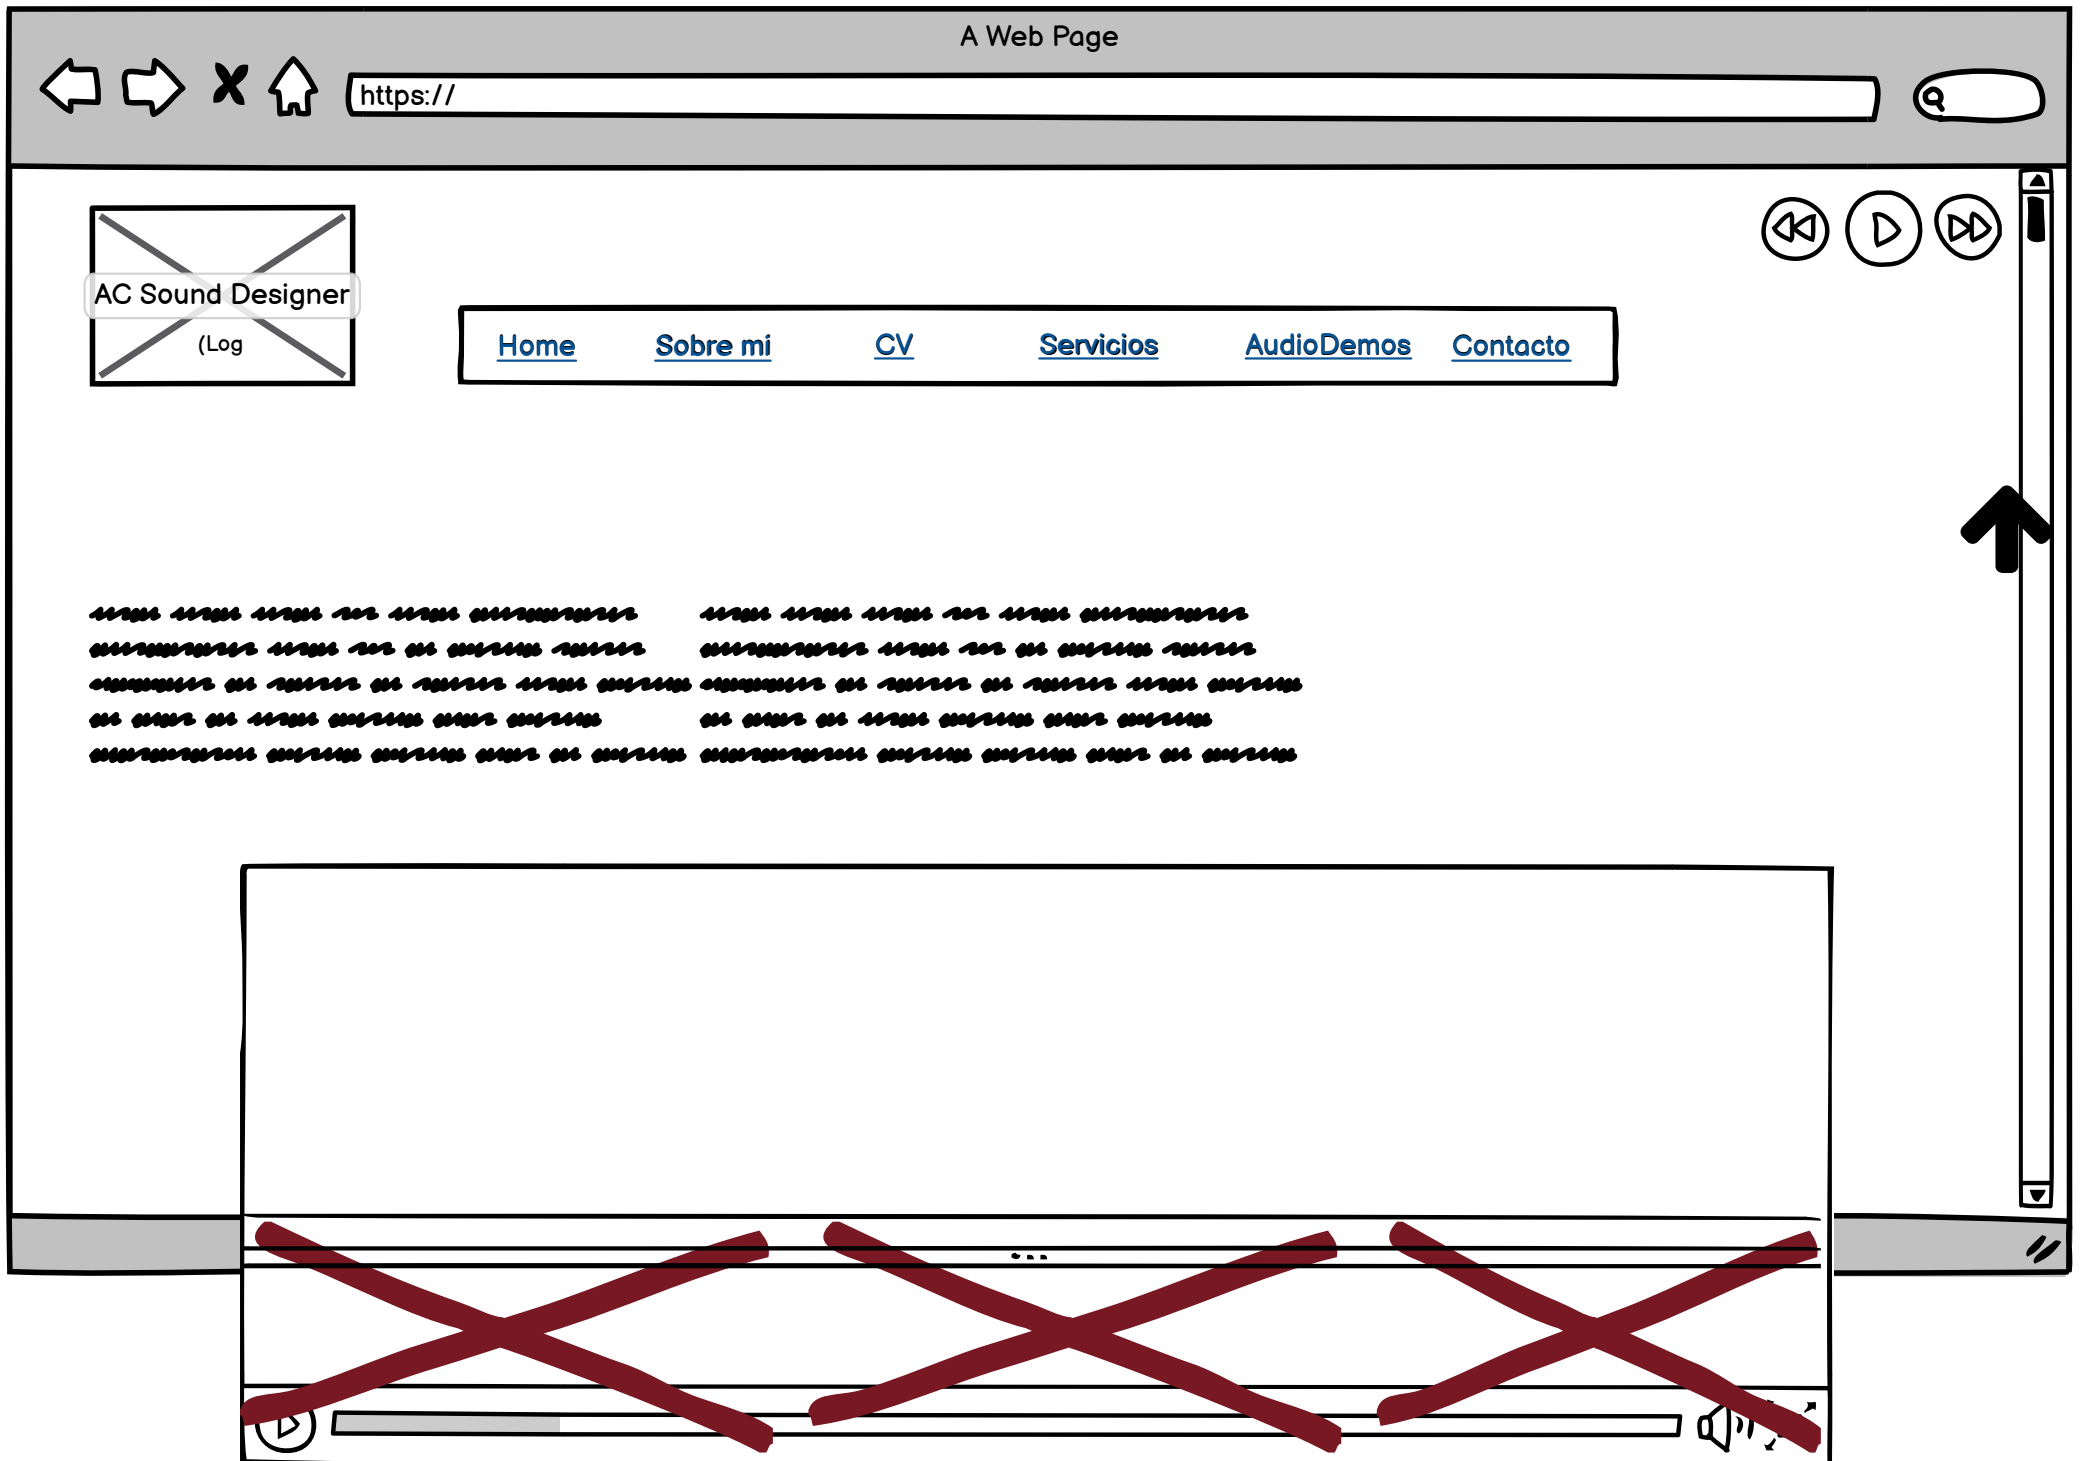 A Web Page
https://
AC Sound Designer
(Log
Home Sobre mi CV Servicios AudioDemos Contacto
...